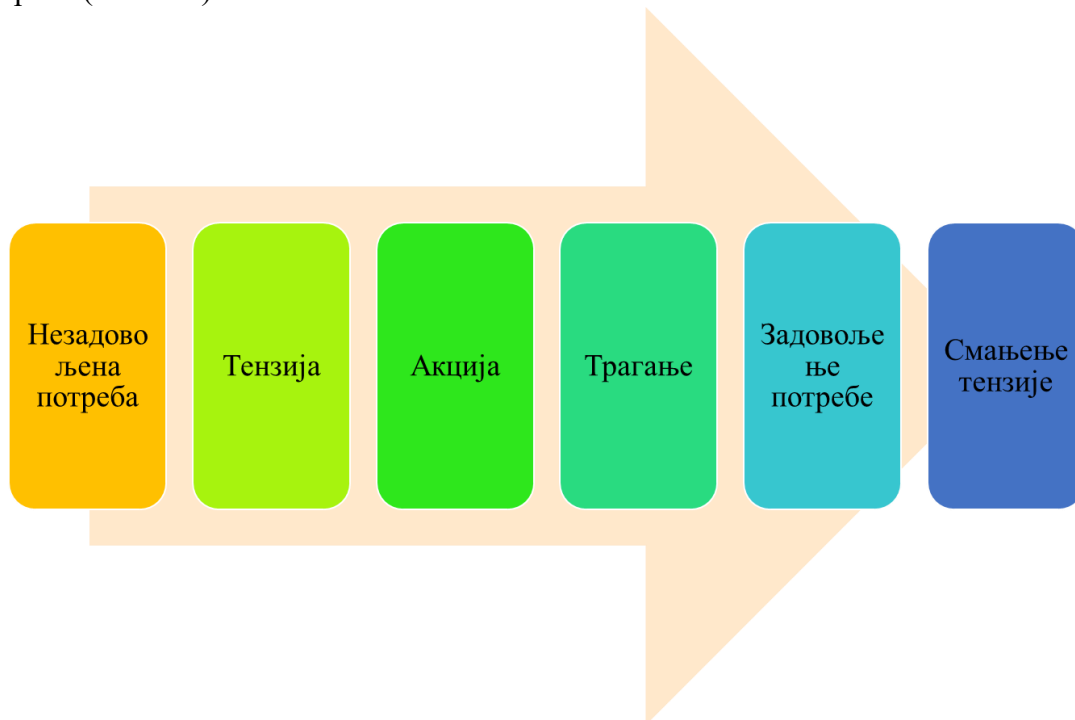 Незадово
љена
потреба
Тензија
Акција
Трагање
Задовоље
ње
потребе
Смањење
тензије